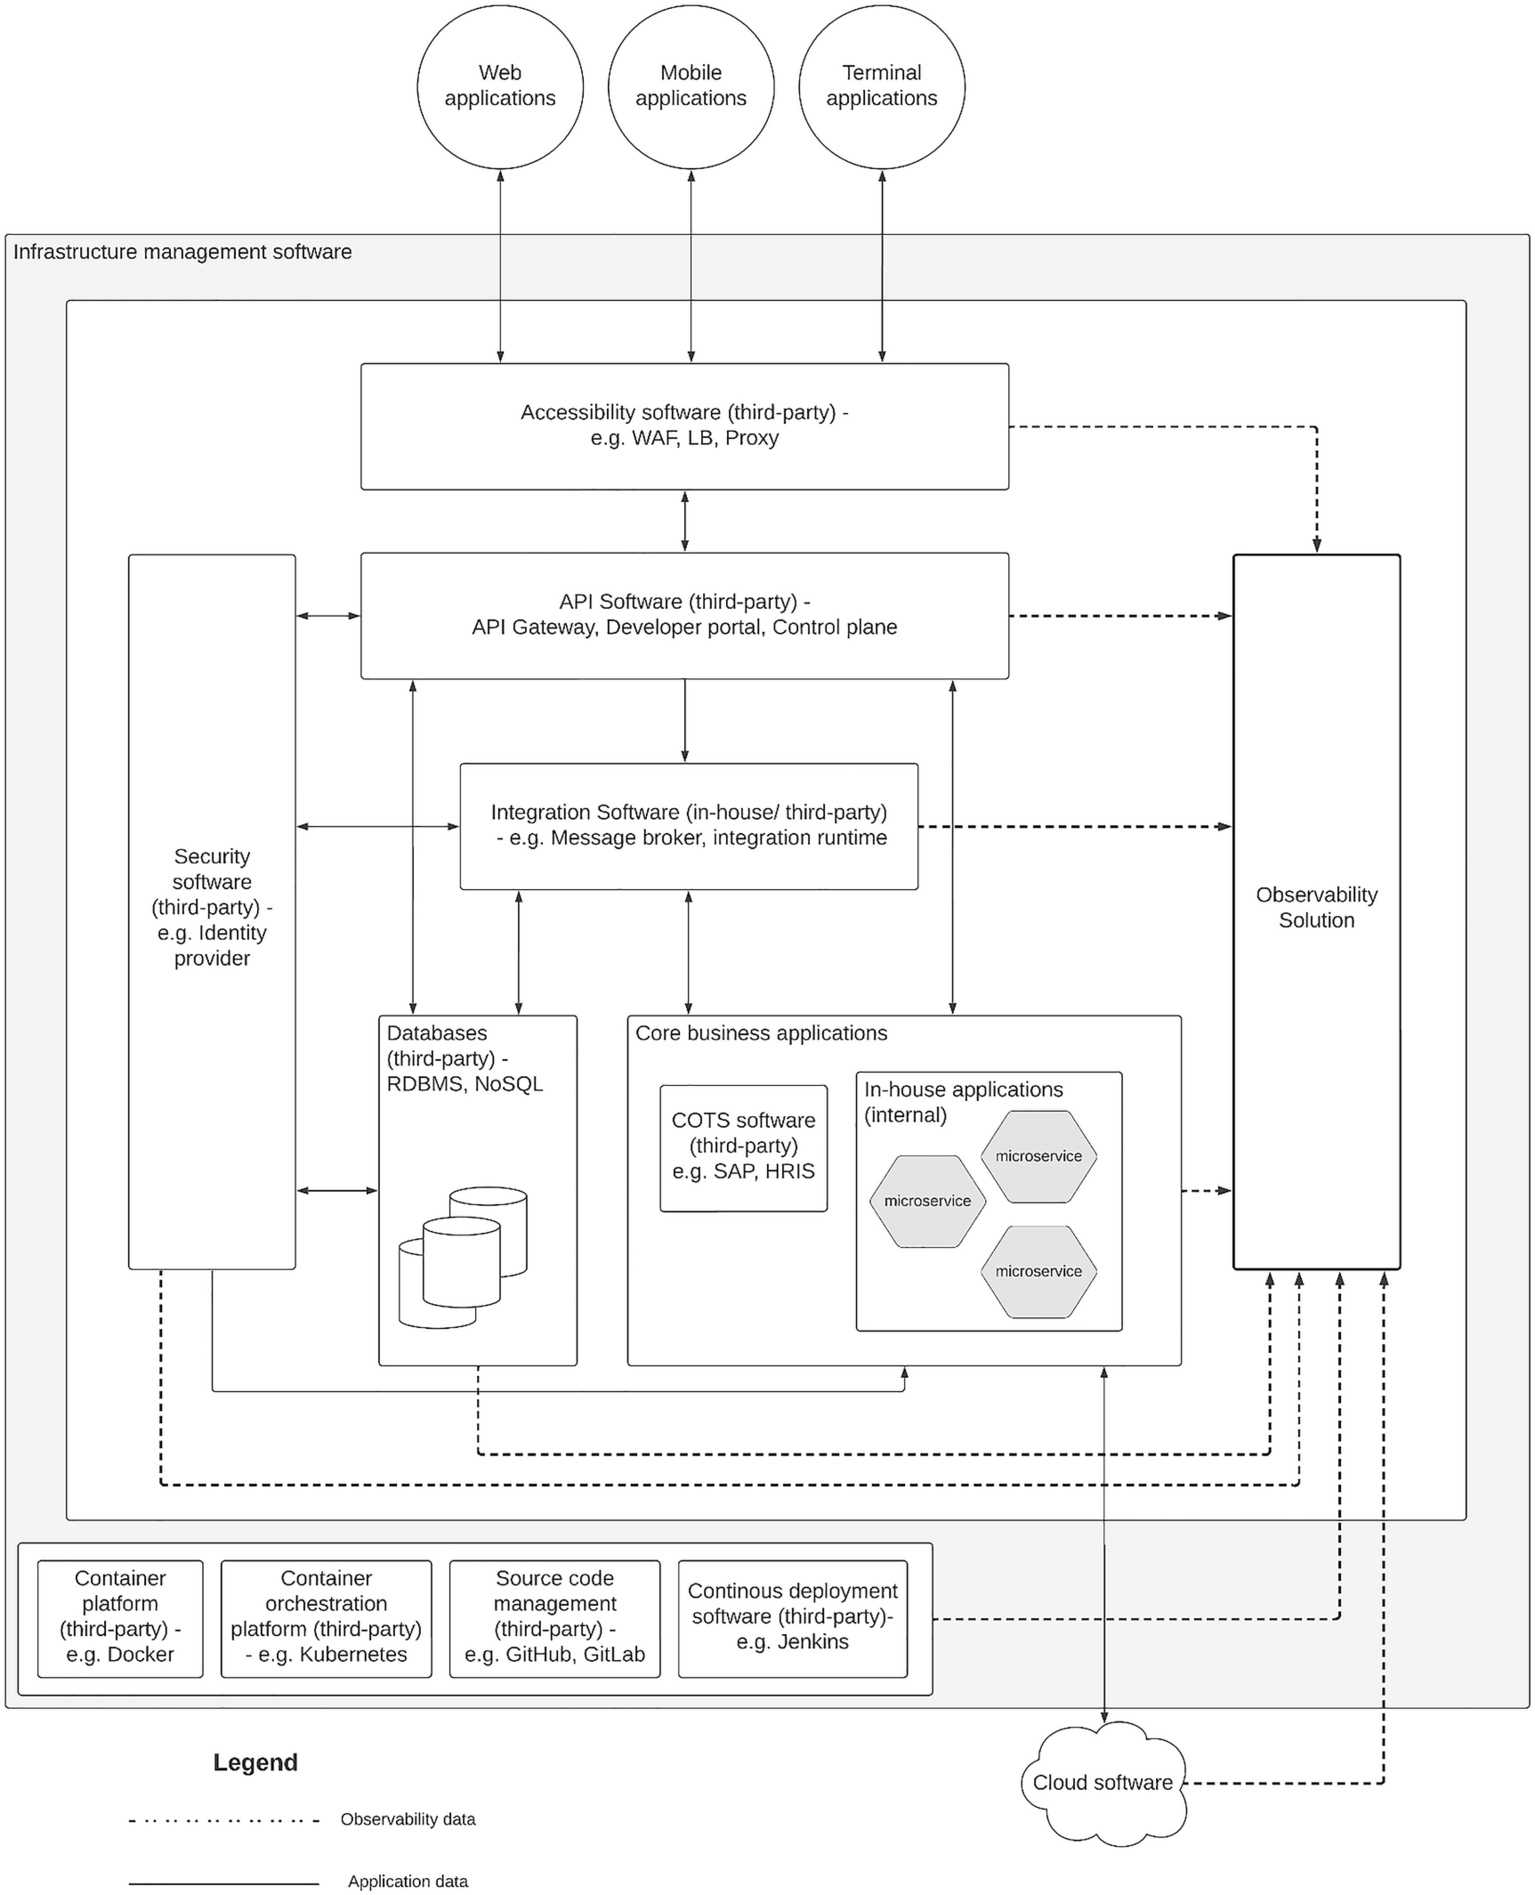 Web
applications
Mobile
applications
Terminal
applications
Infrastructure management software
Accessibility software (third-party) -
e.g. WAF, LB, Proxy
API Software (third-party) -
API Gateway, Developer portal, Control plane
Integration Software (in-house/ third-party)
- e.g. Message broker, integration runtime
Security
software
(third-party) -
e.g. Identity
provider
Observability
Solution
Databases
(third-party) -
RDBMS, NoSQL
Core business applications
COTS software
(third-party)
e.g. SAP, HRIS
In-house applications
(internal)
microservice
microservice
microservice
Container
platform
(third-party) -
e.g. Docker
Container
orchestration
platform (third-party)
- e.g. Kubernetes
Source code
management
(third-party) -
e.g. GitHub, GitLab
Continous deployment
software (third-party)-
e.g. Jenkins
Cloud software
Legend
Observability data
Application data